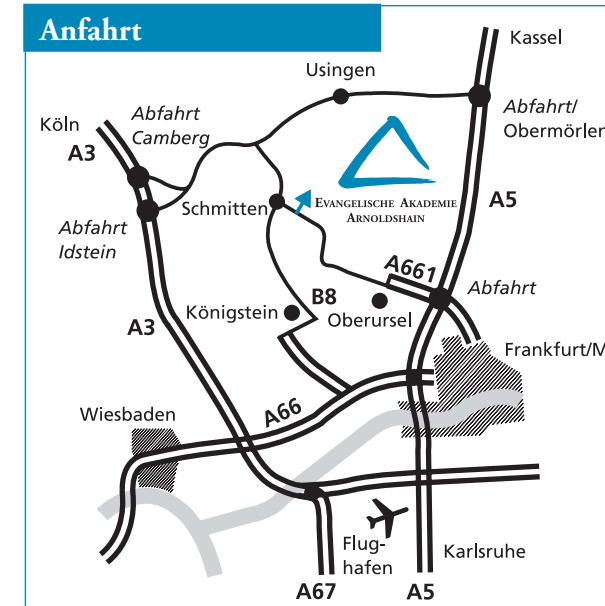 Anfahrt
Kassel
Usingen
Abfahrt
Camberg
Köln
A3
Abfahrt/
Obermörlen
Schmitten
EVANGELISCHE AKADEMIE
ARNOLDSHAIN
A5
Abfahrt
Idstein
A661
Abfahrt
B8
Königstein
Oberursel
A3
Frankfurt/M
A66
Wiesbaden
Flug-
hafen
Karlsruhe
A67
A5